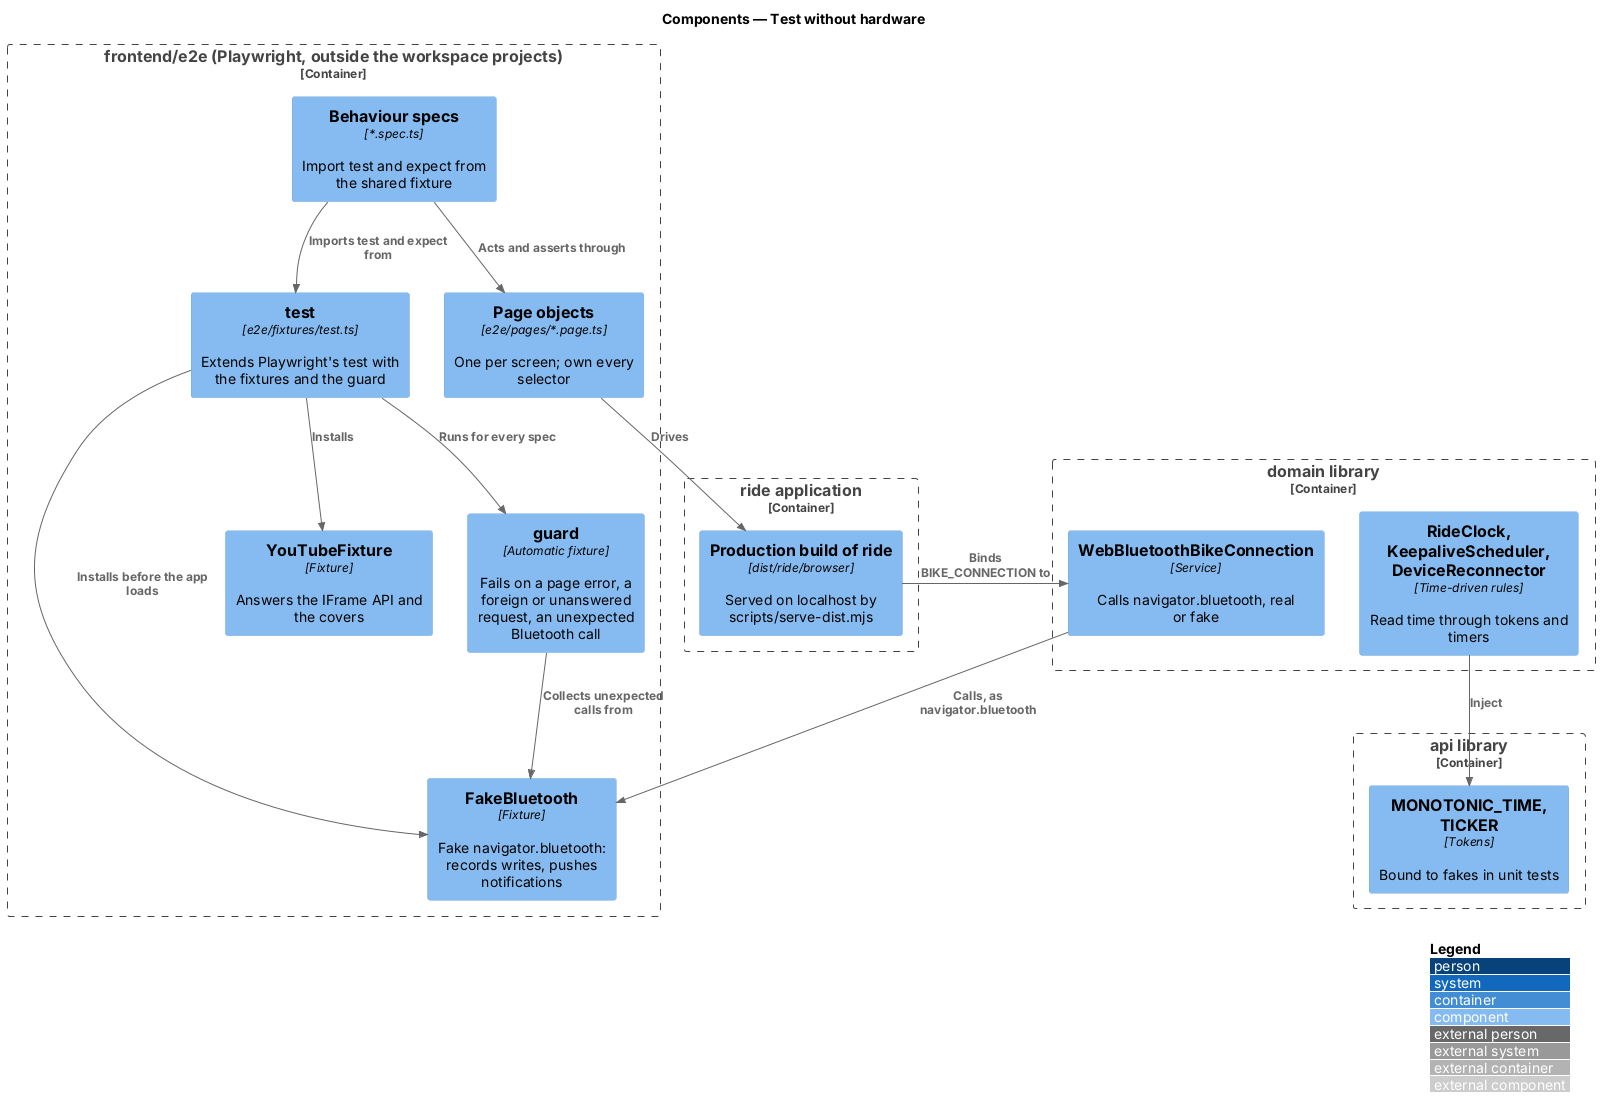 Components — Test without hardware
frontend/e2e (Playwright, outside the workspace projects)
[Container]
Behaviour specs
[*.spec.ts]
Import test and expect from
the shared fixture
Imports test and expect
from
Acts and asserts through
test
[e2e/fixtures/test.ts]
Extends Playwright's test with
the fixtures and the guard
Page objects
[e2e/pages/*.page.ts]
One per screen; own every
selector
Installs
Runs for every spec
Drives
Installs before the app
loads
YouTubeFixture
[Fixture]
Answers the IFrame API and
the covers
guard
[Automatic fixture]
Fails on a page error, a
foreign or unanswered
request, an unexpected
Bluetooth call
Collects unexpected
calls from
FakeBluetooth
[Fixture]
Fake navigator.bluetooth:
records writes, pushes
notifications
ride application
[Container]
Production build of ride
[dist/ride/browser]
Served on localhost by
scripts/serve-dist.mjs
Binds
BIKE_CONNECTION to
domain library
[Container]
WebBluetoothBikeConnection
[Service]
Calls navigator.bluetooth, real
or fake
RideClock,
KeepaliveScheduler,
DeviceReconnector
[Time-driven rules]
Read time through tokens and
timers
Calls, as
navigator.bluetooth
Inject
api library
[Container]
MONOTONIC_TIME,
TICKER
[Tokens]
Bound to fakes in unit tests
Legend
person
system
container
component
external person
external system
external container
external component